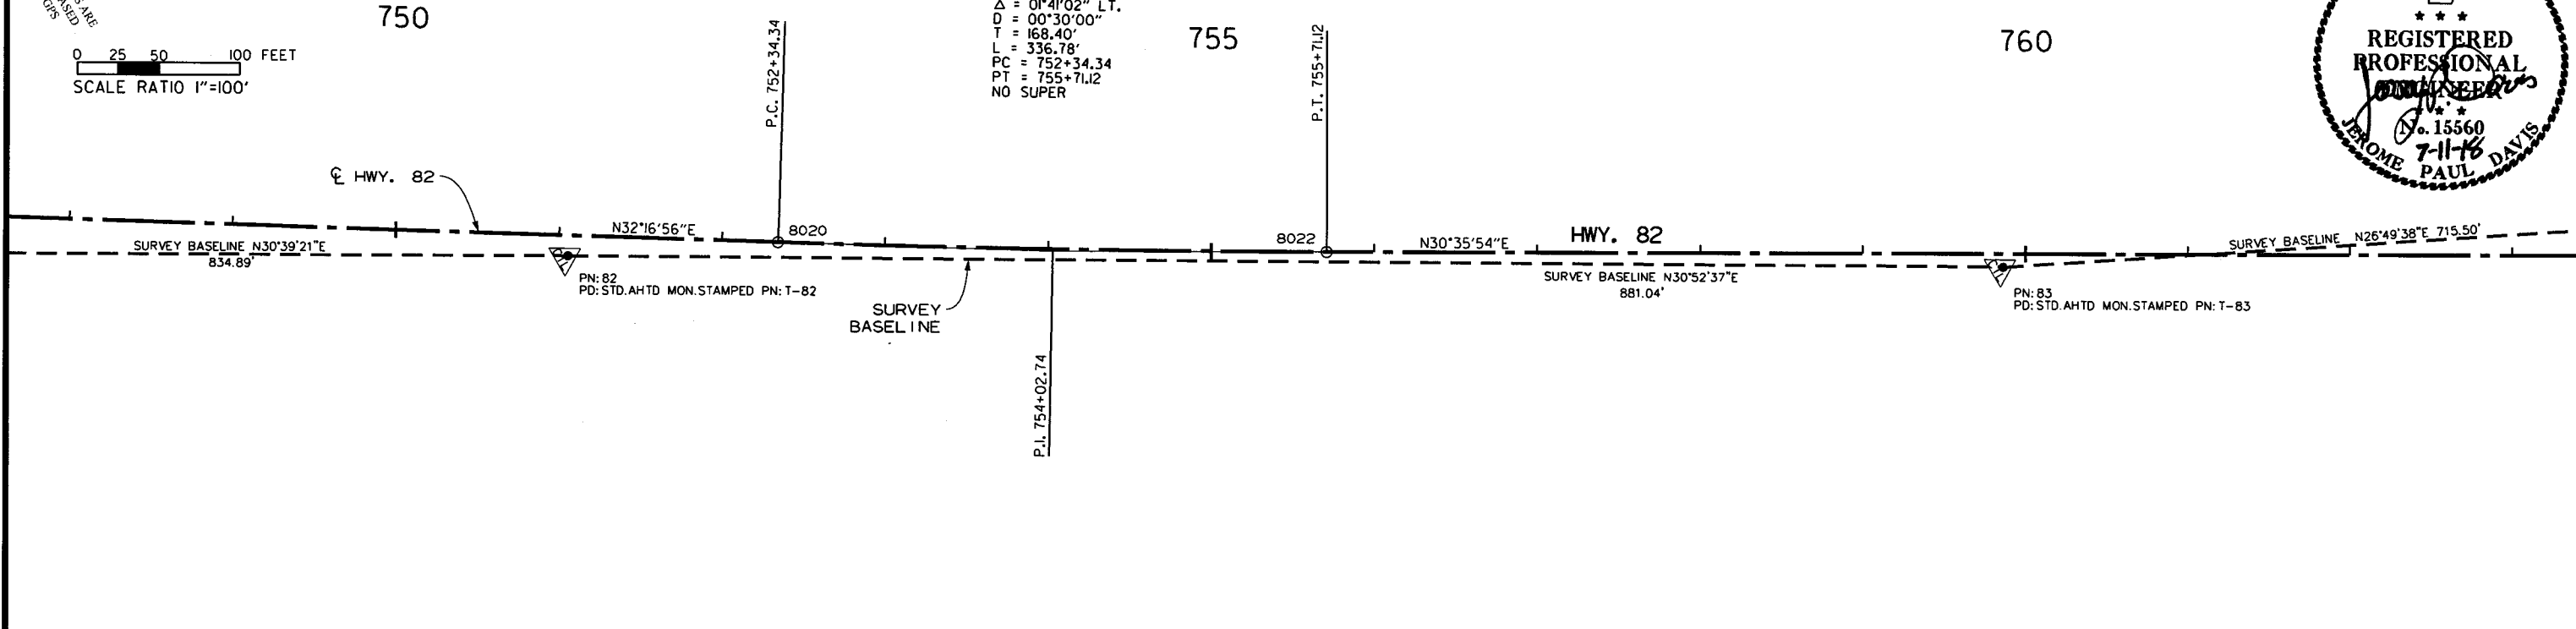 S ARE
ASED
GPS
750
755
760
0 25 50 100 FEET
SCALE RATIO 1"=100'
Δ = 01°41'02" LT.
D = 00°30'00"
T = 168.40'
L = 336.78'
PC = 752+34.34
PT = 755+71.12
NO SUPER
P.C. 752+34.34
P.T. 755+71.12
★ ★ ★
REGISTERED
PROFESSIONAL
ENGINEER
★ ★ ★
No. 15560
7-11-18
JEROME PAUL DAVIS
℄ HWY. 82
N32°16'56"E
8020
8022
N30°35'54"E
HWY. 82
SURVEY BASELINE N30°39'21"E
834.89'
SURVEY BASELINE N26°49'38"E 715.50'
PN: 82
PD: STD. AHTD MON. STAMPED PN: T-82
SURVEY BASELINE N30°52'37"E
881.04'
PN: 83
PD: STD. AHTD MON. STAMPED PN: T-83
SURVEY
BASELINE
P.I. 754+02.74